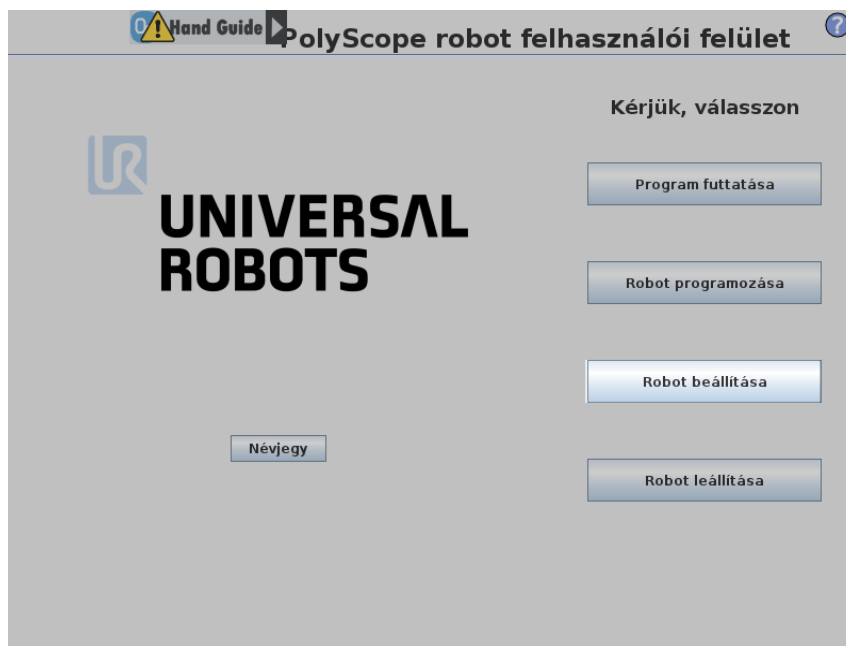 Hand Guide
PolyScope robot felhasználói felület
?
Kérjük, válasszon
Program futtatása
UNIVERSAL
ROBOTS
Robot programozása
Robot beállítása
Névjegy
Robot leállítása